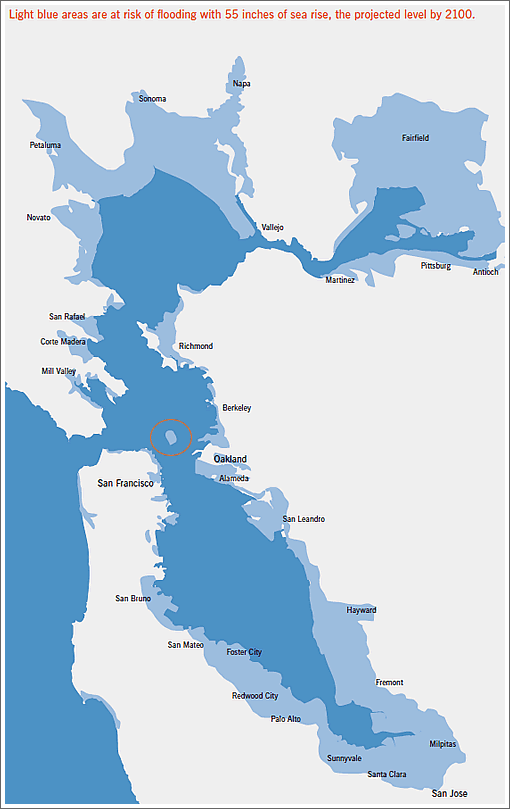 Light blue areas are at risk of flooding with 55 inches of sea rise, the projected level by 2100.
Napa
Sonoma
Fairfield
Petaluma
Novato
Vallejo
Pittsburg
Antioch
Martinez
San Rafael
Corte Madera
Richmond
Mill Valley
Berkeley
Oakland
Alameda
San Francisco
San Leandro
San Bruno
Hayward
San Mateo
Foster City
Fremont
Redwood City
Palo Alto
Milpitas
Sunnyvale
Santa Clara
San Jose